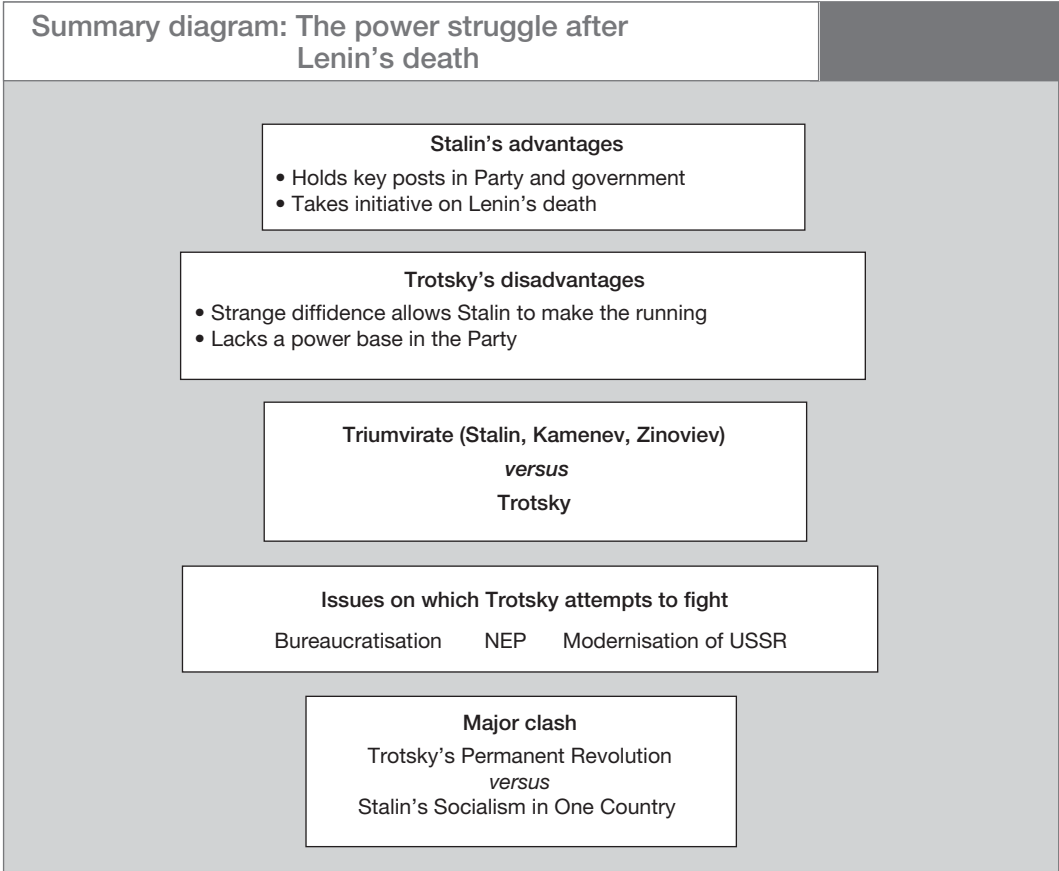 Summary diagram: The power struggle after
Lenin's death
Stalin's advantages
• Holds key posts in Party and government
• Takes initiative on Lenin's death
Trotsky's disadvantages
• Strange diffidence allows Stalin to make the running
• Lacks a power base in the Party
Triumvirate (Stalin, Kamenev, Zinoviev)
versus
Trotsky
Issues on which Trotsky attempts to fight
Bureaucratisation NEP Modernisation of USSR
Major clash
Trotsky's Permanent Revolution
versus
Stalin's Socialism in One Country